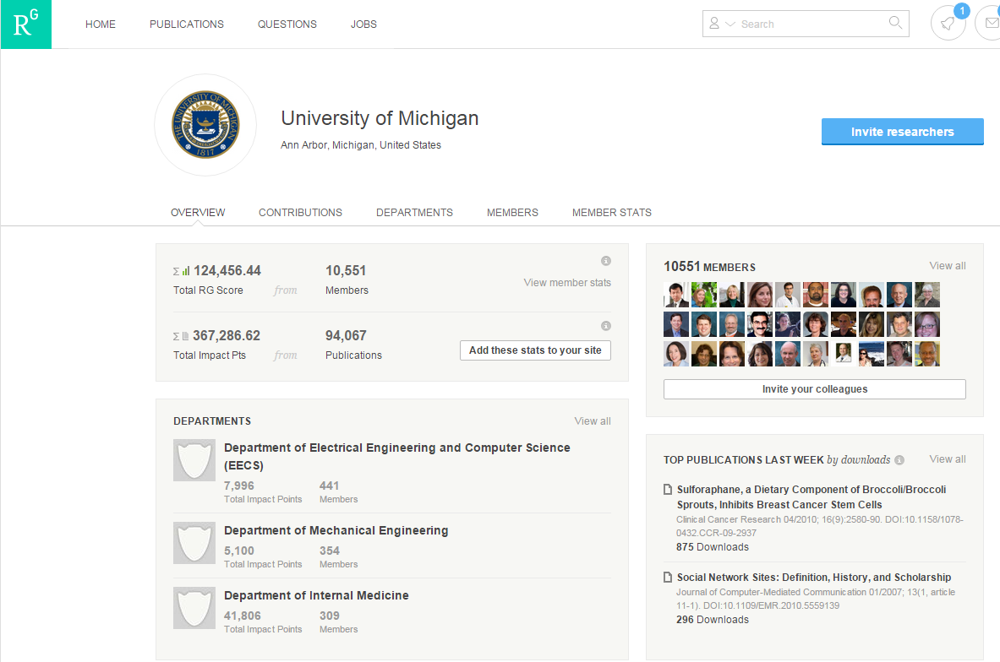 RG
HOME
PUBLICATIONS
QUESTIONS
JOBS
Search
1
THE UNIVERSITY OF MICHIGAN
1817
University of Michigan
Ann Arbor, Michigan, United States
Invite researchers
OVERVIEW
CONTRIBUTIONS
DEPARTMENTS
MEMBERS
MEMBER STATS
Σ 124,456.44
Total RG Score
from
10,551
Members
View member stats
Σ 367,286.62
Total Impact Pts
from
94,067
Publications
Add these stats to your site
DEPARTMENTS
View all
Department of Electrical Engineering and Computer Science
(EECS)
7,996
Total Impact Points
441
Members
Department of Mechanical Engineering
5,100
Total Impact Points
354
Members
Department of Internal Medicine
41,806
Total Impact Points
309
Members
10551 MEMBERS
View all
Invite your colleagues
TOP PUBLICATIONS LAST WEEK by downloads
View all
Sulforaphane, a Dietary Component of Broccoli/Broccoli
Sprouts, Inhibits Breast Cancer Stem Cells
Clinical Cancer Research 04/2010; 16(9):2580-90. DOI:10.1158/1078-
0432.CCR-09-2937
875 Downloads
Social Network Sites: Definition, History, and Scholarship
Journal of Computer-Mediated Communication 01/2007; 13(1, article
11-1). DOI:10.1109/EMR.2010.5559139
296 Downloads